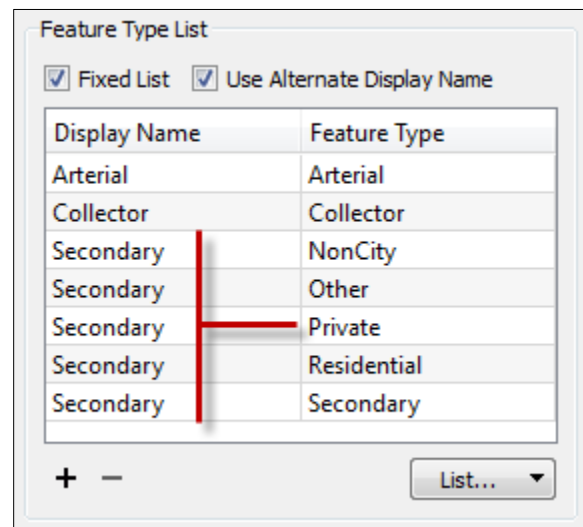 Feature Type List
Fixed List Use Alternate Display Name
Display Name Feature Type
Arterial Arterial
Collector Collector
Secondary NonCity
Secondary Other
Secondary Private
Secondary Residential
Secondary Secondary
+ − List...